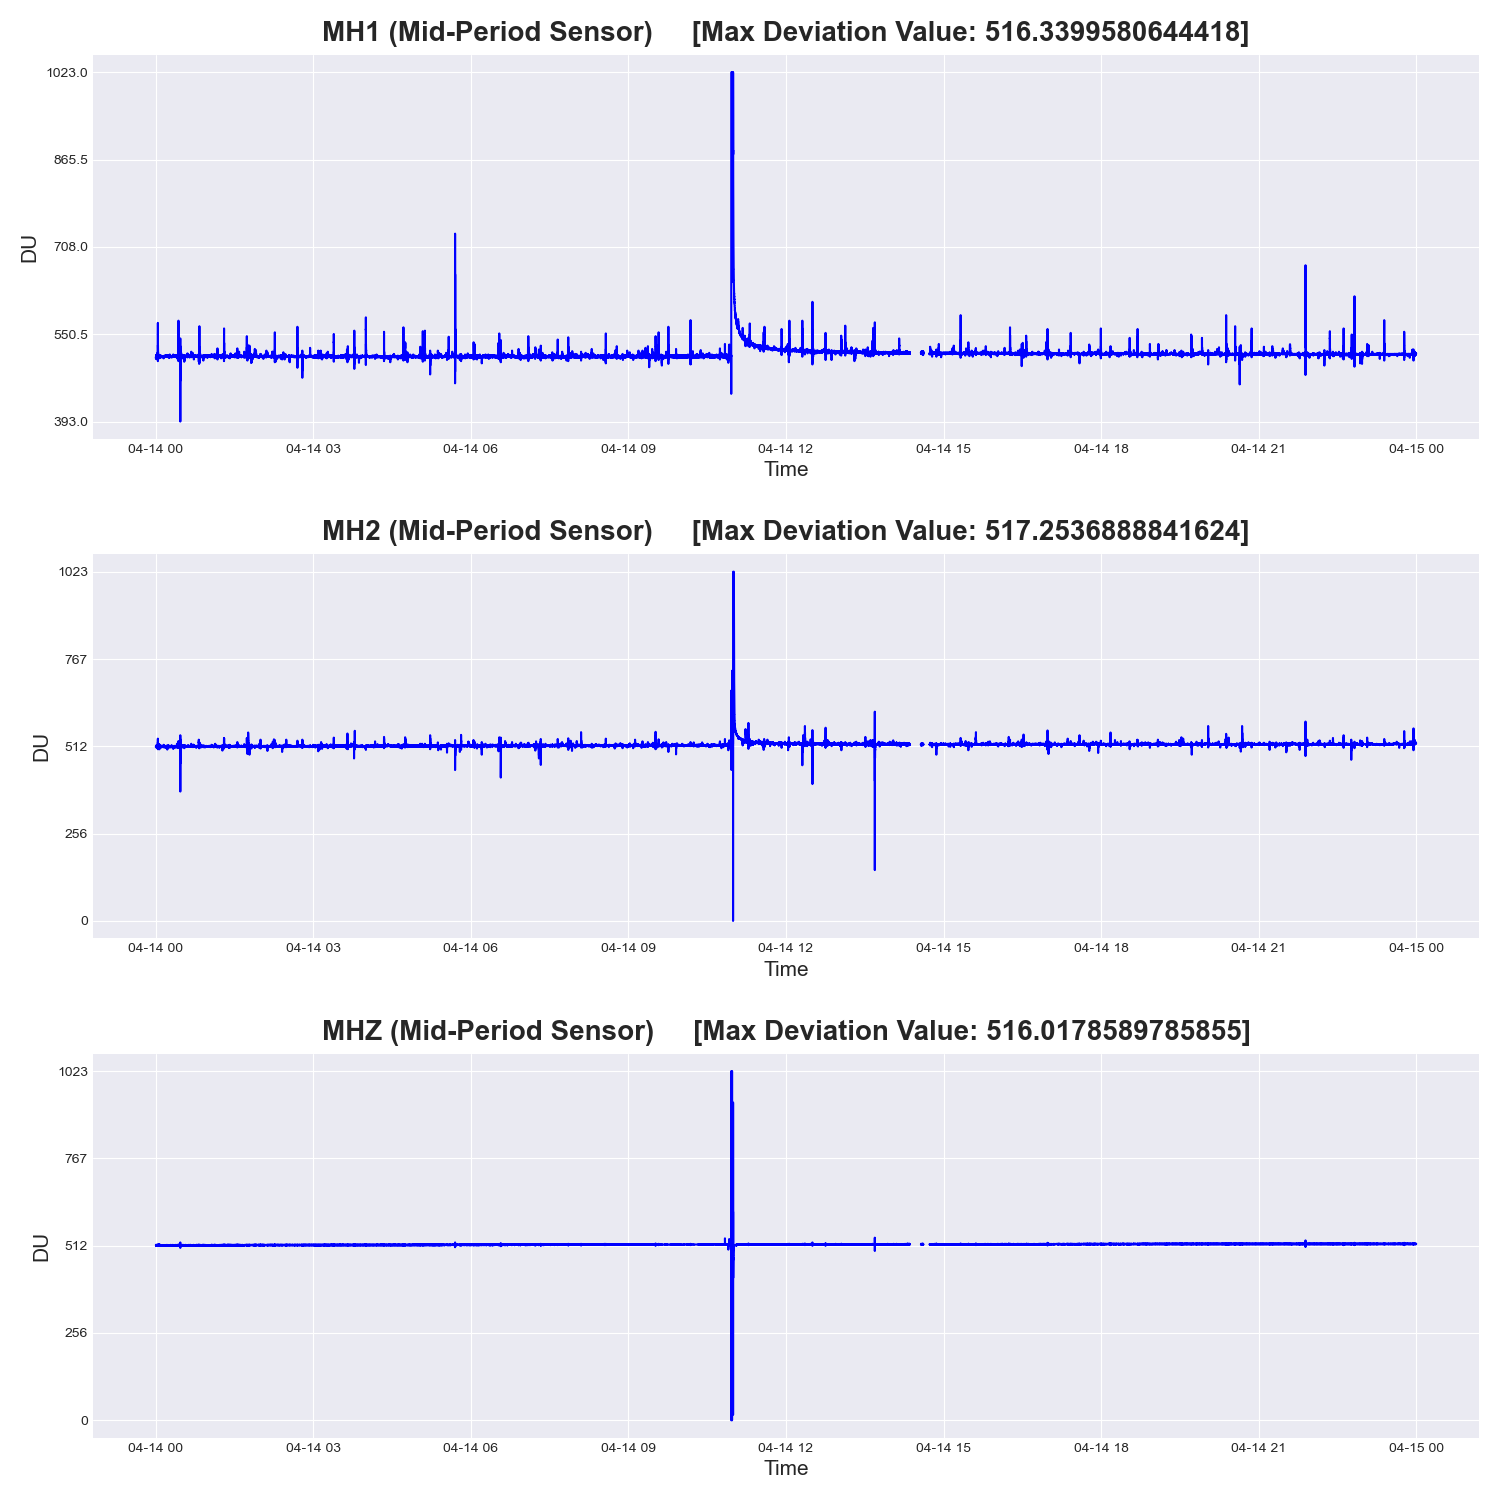 MH1 (Mid-Period Sensor) [Max Deviation Value: 516.3399580644418]
1023.0
865.5
708.0
550.5
393.0
DU
04-14 00 04-14 03 04-14 06 04-14 09 04-14 12 04-14 15 04-14 18 04-14 21 04-15 00
Time
MH2 (Mid-Period Sensor) [Max Deviation Value: 517.2536888841624]
1023
767
512
256
0
DU
04-14 00 04-14 03 04-14 06 04-14 09 04-14 12 04-14 15 04-14 18 04-14 21 04-15 00
Time
MHZ (Mid-Period Sensor) [Max Deviation Value: 516.0178589785855]
1023
767
512
256
0
DU
04-14 00 04-14 03 04-14 06 04-14 09 04-14 12 04-14 15 04-14 18 04-14 21 04-15 00
Time